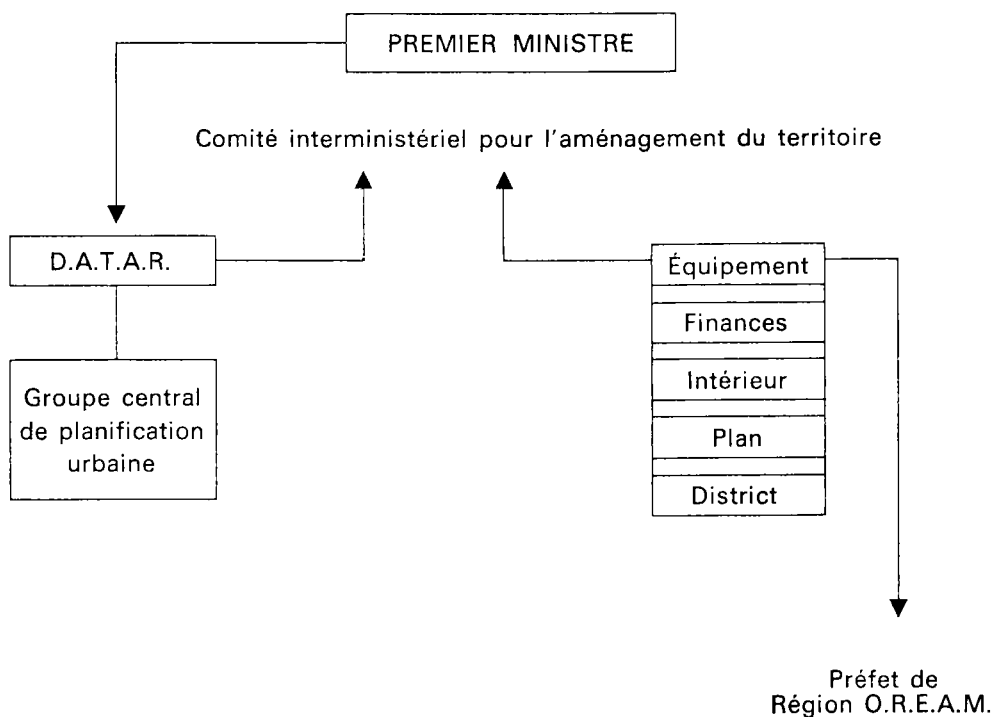 PREMIER MINISTRE
Comité interministériel pour l'aménagement du territoire
D.A.T.A.R.
Groupe central
de planification
urbaine
Équipement
Finances
Intérieur
Plan
District
Préfet de
Région O.R.E.A.M.